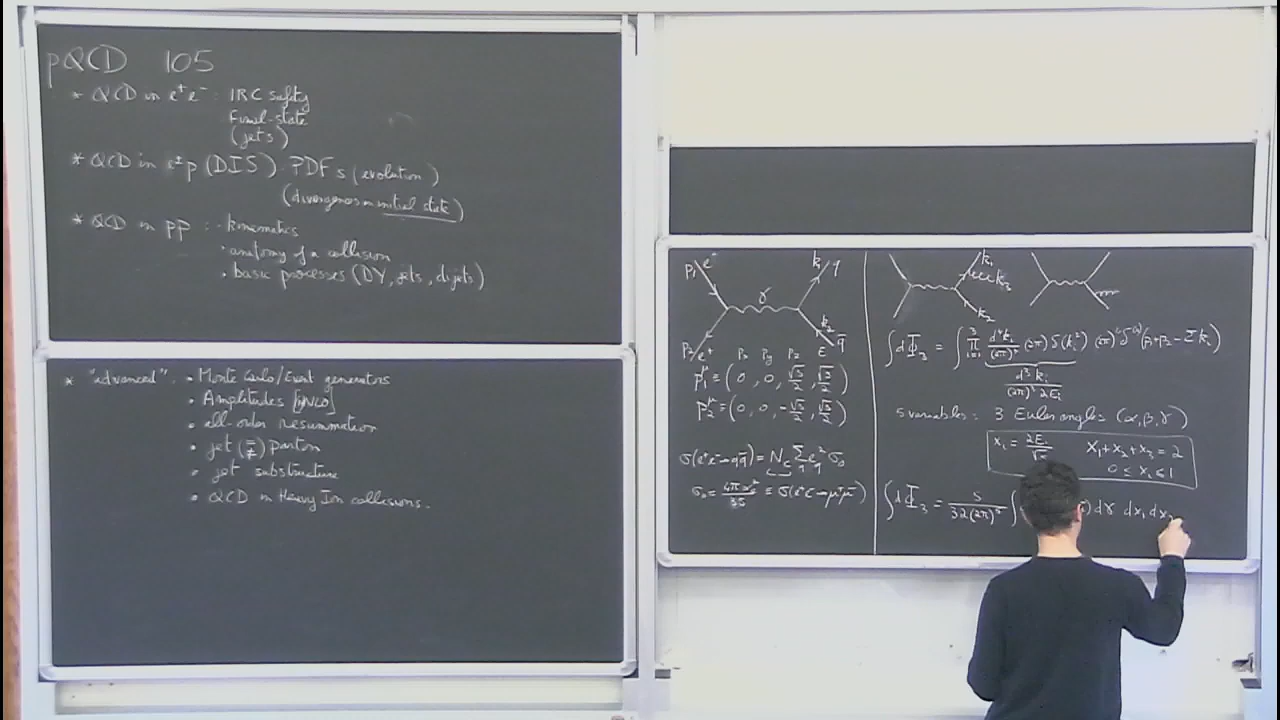 pQCD 105
* QCD in e⁺e⁻ : IRC safety
Final-state
(jets)
* QCD in e±p (DIS) : PDFs (evolution)
(divergences in initial state)
* QCD in pp : - kinematics
• anatomy of a collision
• basic processes (DY, jets, dijets)
* "advanced" : • Monte Carlo/Event generators
• Amplitudes [NNLO]
• all-order resummation
• jet (=/≠) parton
• jet substructure
• QCD in Heavy Ion collisions.
p₁ e⁻ γ k₁ q
p₂ e⁺ k₂ q̄
pₓ p_y p_z E
p₁^μ ≡ (0, 0, √s/2, √s/2)
p₂^μ ≡ (0, 0, -√s/2, √s/2)
σ(e⁺e⁻→qq̄) = N_c Σ_q e_q² σ₀
σ₀ = 4πα²/3s ≡ σ(e⁺e⁻→μ⁺μ⁻)
k₁ k₃ k₂
∫dΦ₃ = ∫ ∏_{i=1}^{3} d⁴k_i/(2π)⁴ (2π) δ(k_i²) (2π)⁴ δ⁽⁴⁾(p₁+p₂-Σk_i)
d³k_i/(2π)³2E_i
5 variables : 3 Euler angles (α,β,γ)
x_i = 2E_i/√s x₁+x₂+x₃=2
0 ≤ x_i ≤ 1
∫dΦ₃ = s/32(2π)⁵ ∫ ) dγ dx₁ dx₂